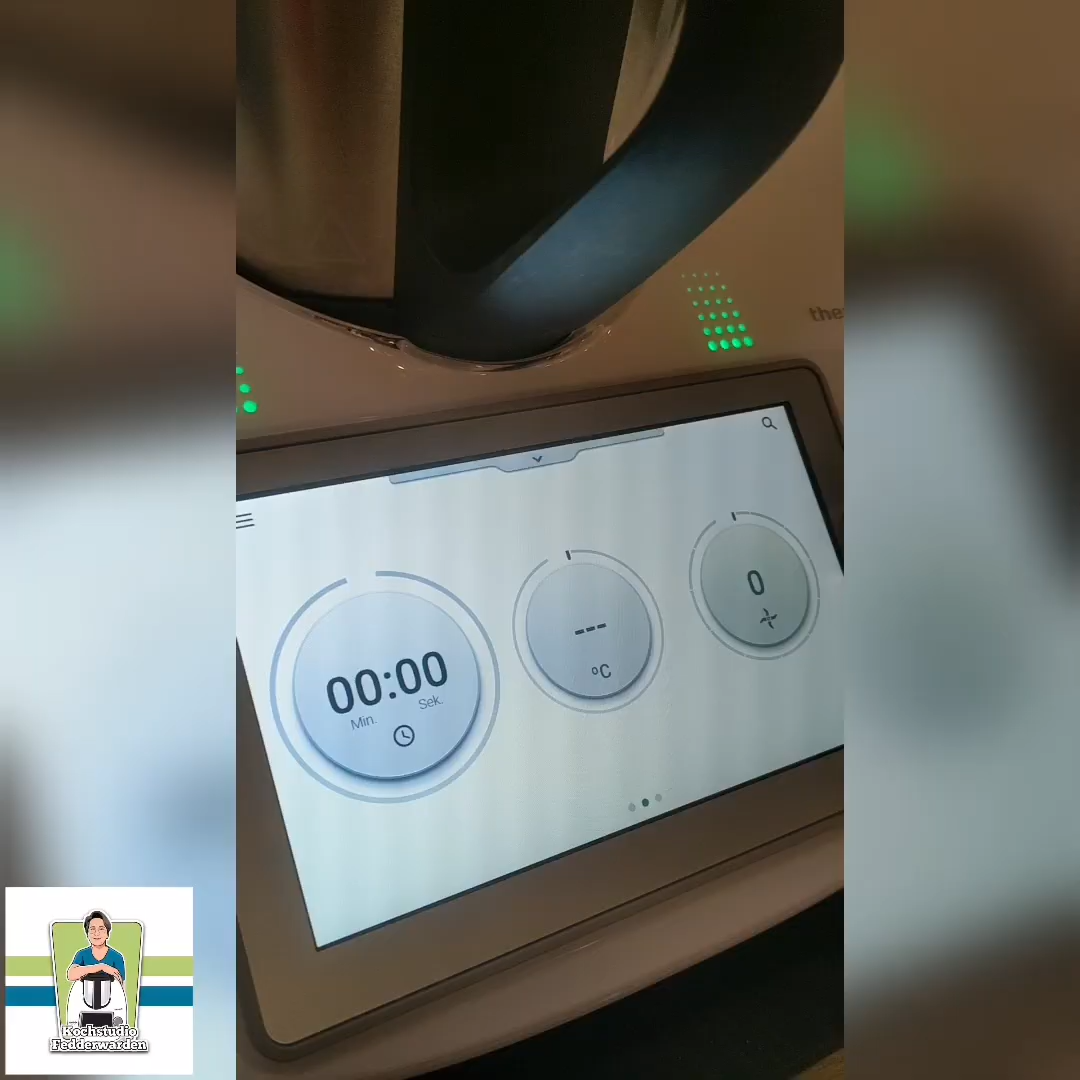 the
00:00
Min.
Sek.
---
°C
0
Kochstudio
Fedderwarden